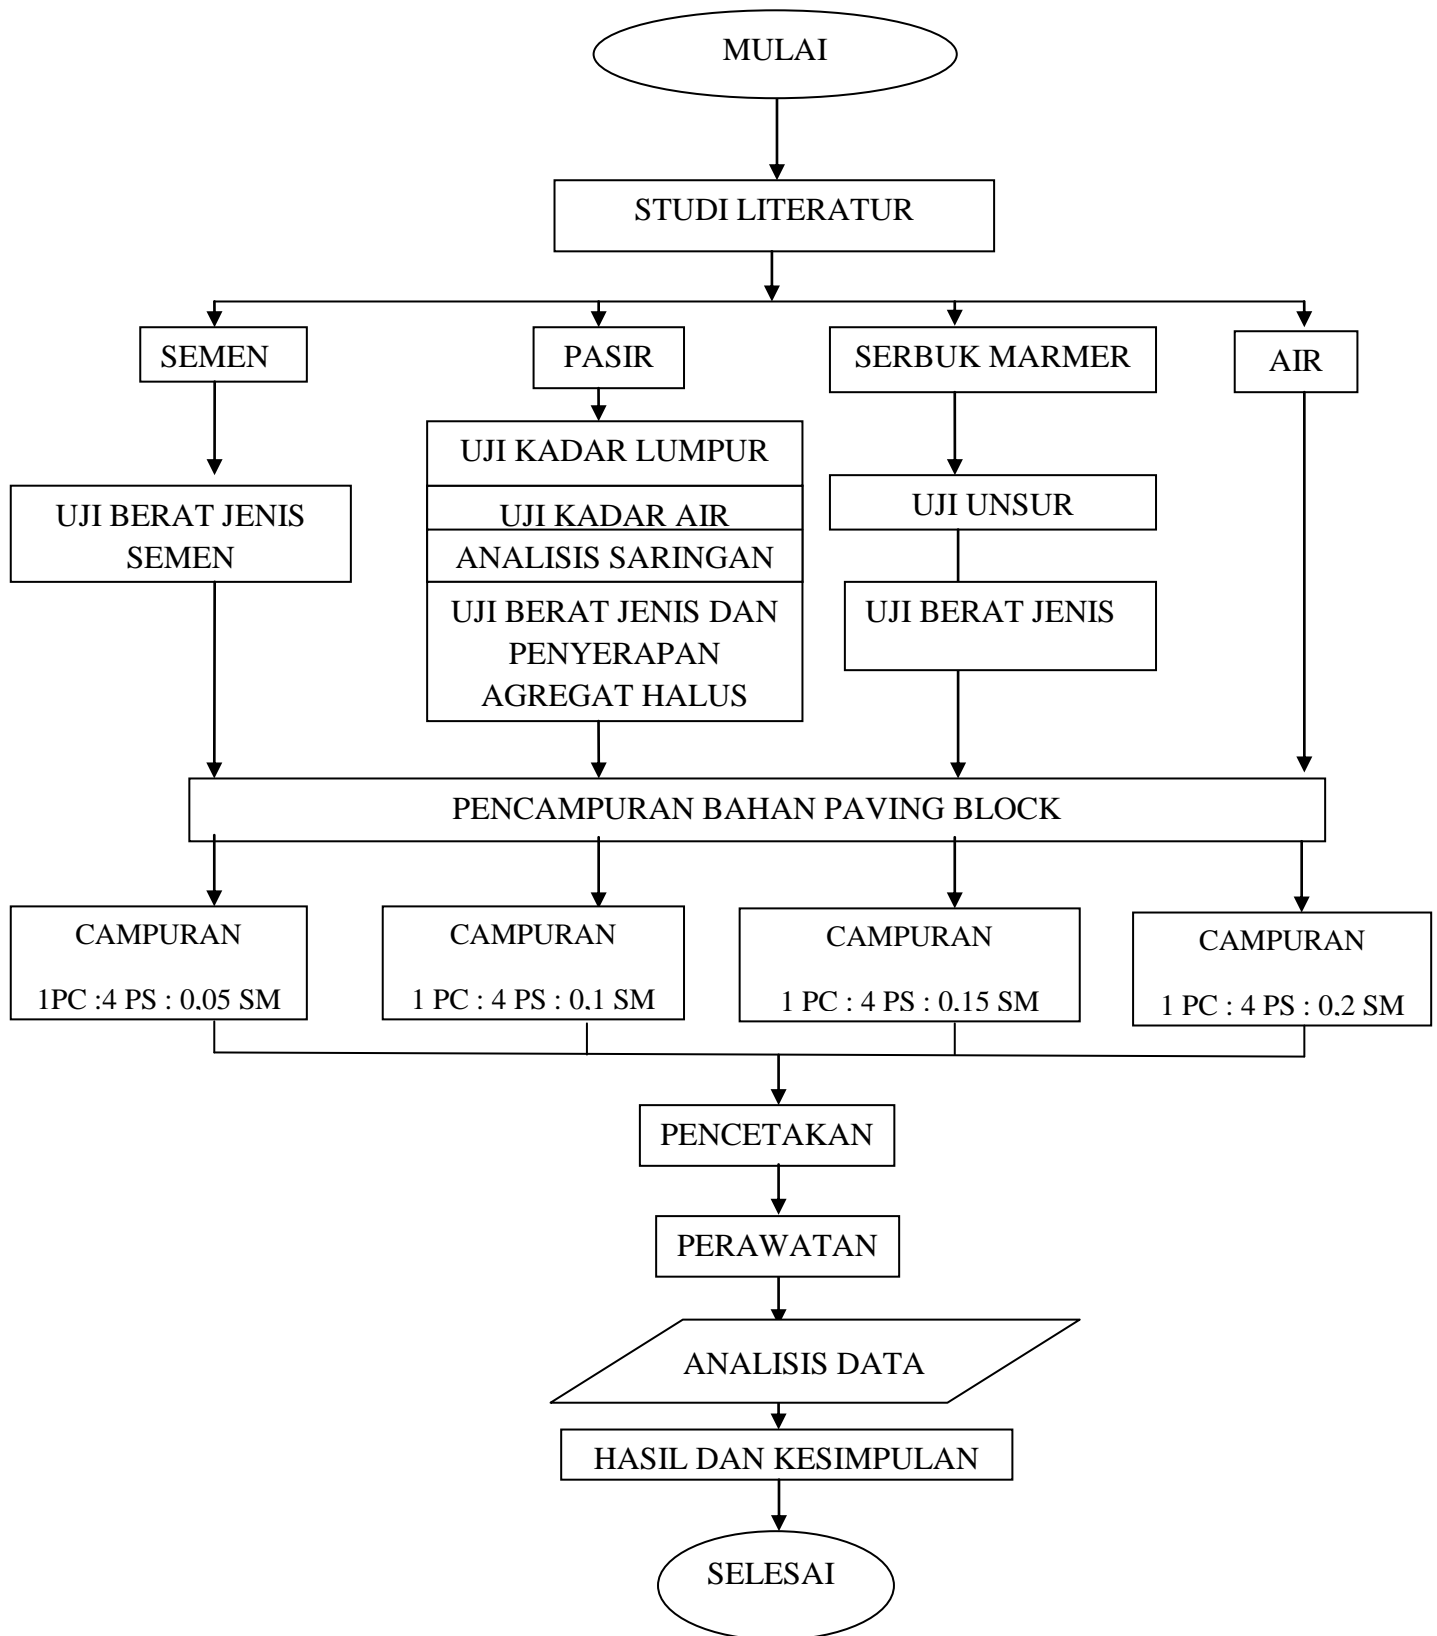 MULAI
STUDI LITERATUR
SEMEN
PASIR
SERBUK MARMER
AIR
UJI KADAR LUMPUR
UJI KADAR AIR
ANALISIS SARINGAN
UJI BERAT JENIS DAN
PENYERAPAN
AGREGAT HALUS
UJI BERAT JENIS
SEMEN
UJI UNSUR
UJI BERAT JENIS
PENCAMPURAN BAHAN PAVING BLOCK
CAMPURAN
1PC :4 PS : 0,05 SM
CAMPURAN
1 PC : 4 PS : 0,1 SM
CAMPURAN
1 PC : 4 PS : 0,15 SM
CAMPURAN
1 PC : 4 PS : 0,2 SM
PENCETAKAN
PERAWATAN
ANALISIS DATA
HASIL DAN KESIMPULAN
SELESAI